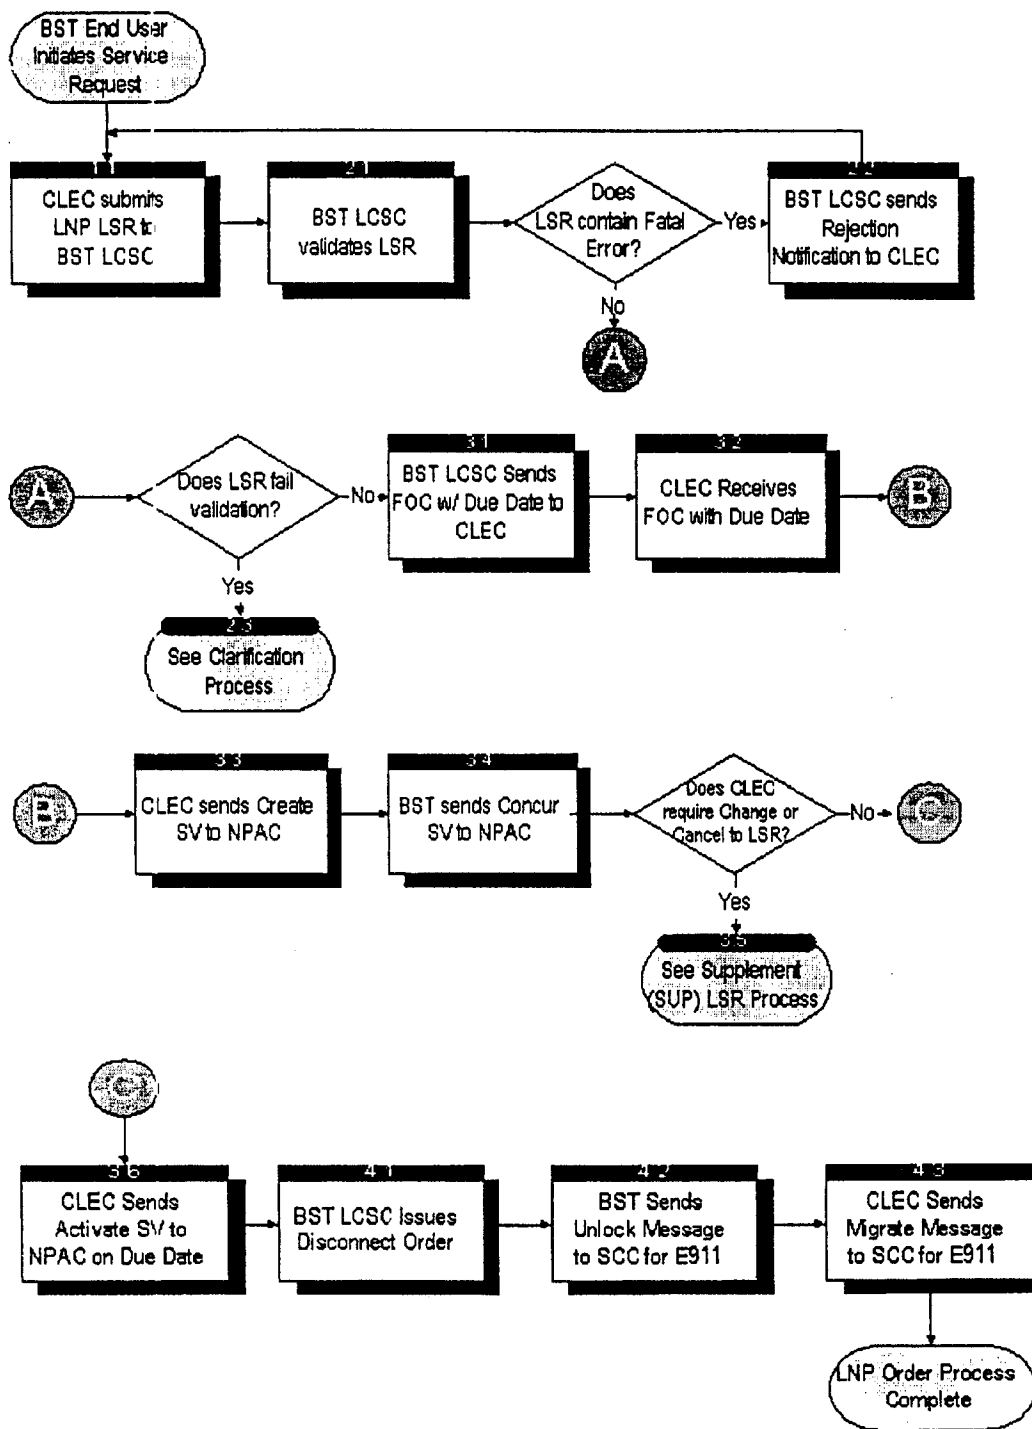 BST End User
Initiates Service
Request
1.1
CLEC submits
LNP LSR to
BST LCSC
2.1
BST LCSC
validates LSR
Does
LSR contain Fatal
Error?
Yes
2.2
BST LCSC sends
Rejection
Notification to CLEC
No
A
A
Does LSR fail
validation?
No
3.1
BST LCSC Sends
FOC w/ Due Date to
CLEC
3.2
CLEC Receives
FOC with Due Date
B
Yes
2.3
See Clarification
Process
B
3.3
CLEC sends Create
SV to NPAC
3.4
BST sends Concur
SV to NPAC
Does CLEC
require Change or
Cancel to LSR?
No
C
Yes
3.5
See Supplement
(SUP) LSR Process
C
3.6
CLEC Sends
Activate SV to
NPAC on Due Date
4.1
BST LCSC Issues
Disconnect Order
4.2
BST Sends
Unlock Message
to SCC for E911
4.3
CLEC Sends
Migrate Message
to SCC for E911
LNP Order Process
Complete